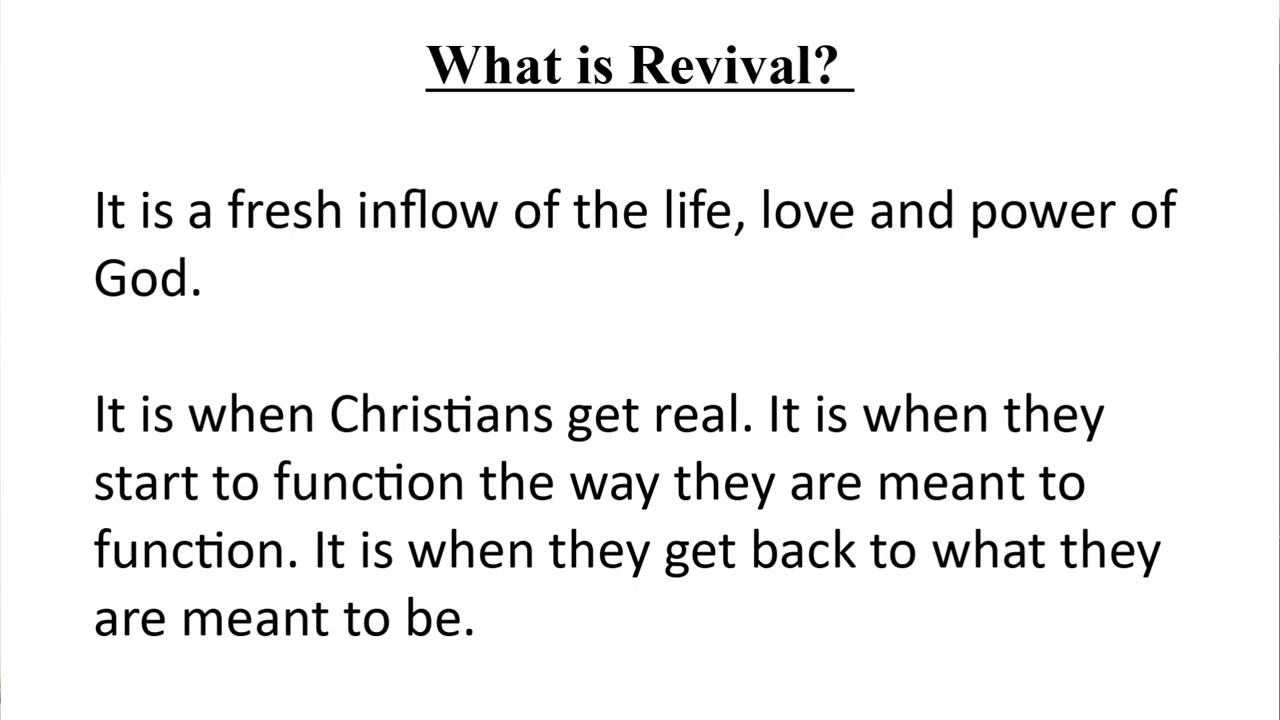 What is Revival?
It is a fresh inflow of the life, love and power of
God.
It is when Christians get real. It is when they
start to function the way they are meant to
function. It is when they get back to what they
are meant to be.